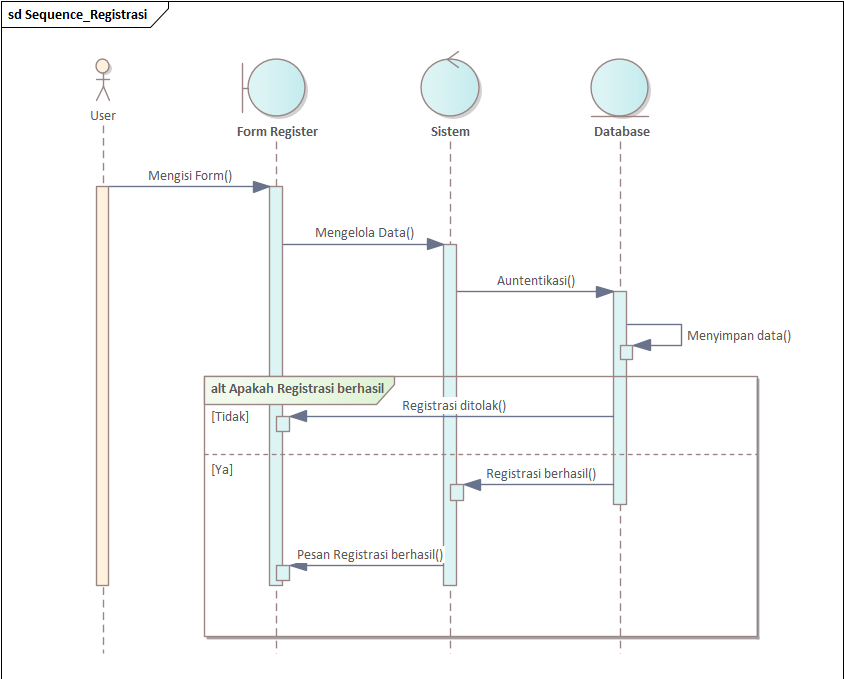 sd Sequence_Registrasi
User
Form Register
Sistem
Database
Mengisi Form()
Mengelola Data()
Auntentikasi()
Menyimpan data()
alt Apakah Registrasi berhasil
Registrasi ditolak()
[Tidak]
[Ya]
Registrasi berhasil()
Pesan Registrasi berhasil()